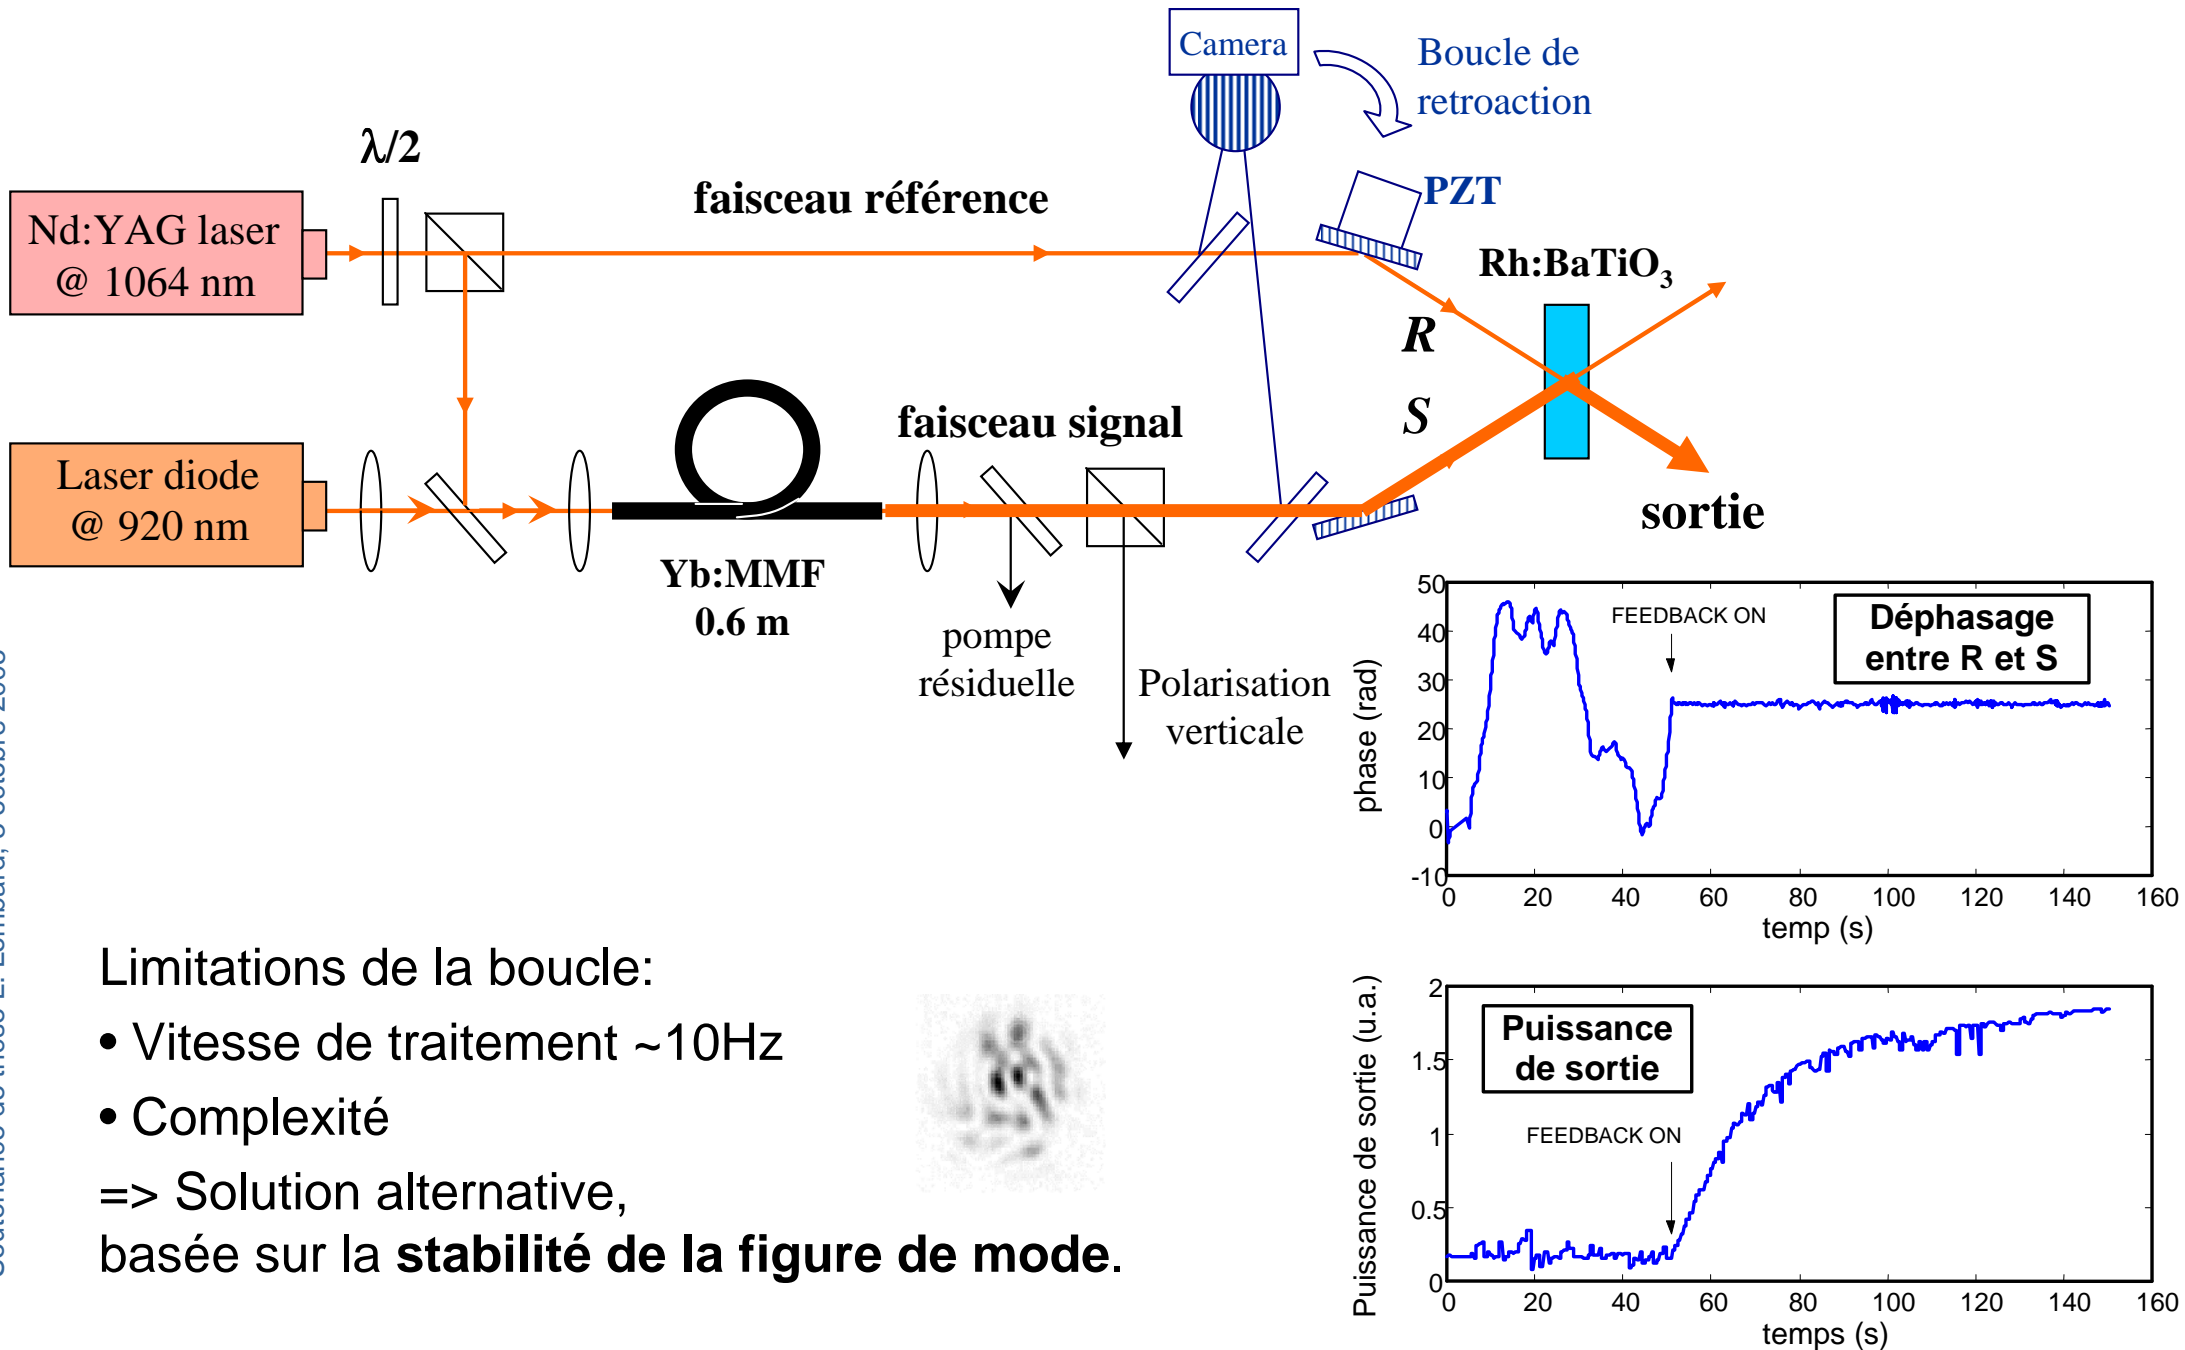 Camera
Boucle de
retroaction
λ/2
PZT
faisceau référence
Nd:YAG laser
@ 1064 nm
Rh:BaTiO3
R
S
faisceau signal
Laser diode
@ 920 nm
sortie
Yb:MMF
0.6 m
pompe
résiduelle
Polarisation
verticale
50
40
30
20
10
0
-10
phase (rad)
FEEDBACK ON
Déphasage
entre R et S
0 20 40 60 80 100 120 140 160
temp (s)
Limitations de la boucle:
• Vitesse de traitement ~10Hz
• Complexité
=> Solution alternative,
basée sur la stabilité de la figure de mode.
2
1.5
1
0.5
0
Puissance de sortie (u.a.)
Puissance
de sortie
FEEDBACK ON
0 20 40 60 80 100 120 140 160
temps (s)